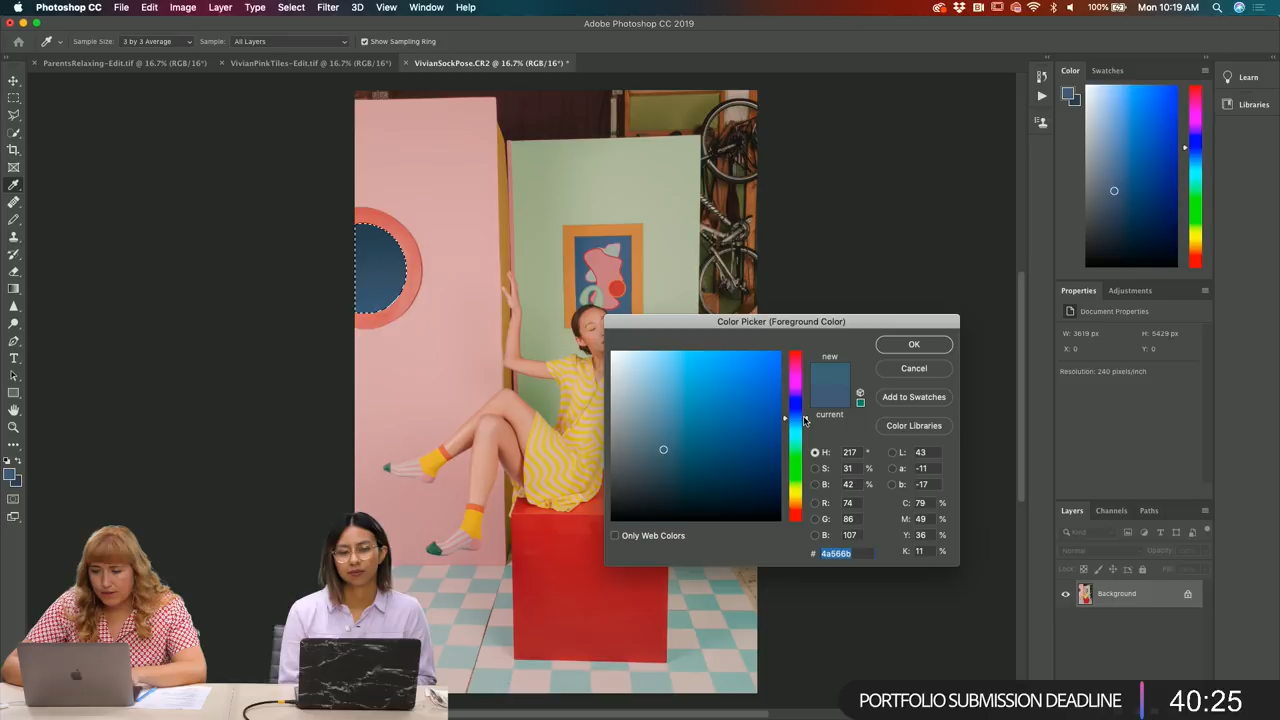 Photoshop CC File Edit Image Layer Type Select Filter 3D View Window Help
100% Mon 10:19 AM
Adobe Photoshop CC 2019
Sample Size: 3 by 3 Average Sample: All Layers Show Sampling Ring
ParentsRelaxing-Edit.tif @ 16.7% (RGB/16*) VivianPinkTiles-Edit.tif @ 16.7% (RGB/16*) VivianSockPose.CR2 @ 16.7% (RGB/16*) *
Color Swatches
Learn
Libraries
Properties Adjustments
Document Properties
W: 3619 px H: 5429 px
X: 0 Y: 0
Resolution: 240 pixels/inch
Color Picker (Foreground Color)
new
current
OK
Cancel
Add to Swatches
Color Libraries
H: 217 °
S: 31 %
B: 42 %
R: 74
G: 86
B: 107
# 4a566b
L: 43
a: -11
b: -17
C: 79 %
M: 49 %
Y: 36 %
K: 11 %
Only Web Colors
Layers Channels Paths
Kind
Normal Opacity:
Lock: Fill:
Background
PORTFOLIO SUBMISSION DEADLINE 40:25